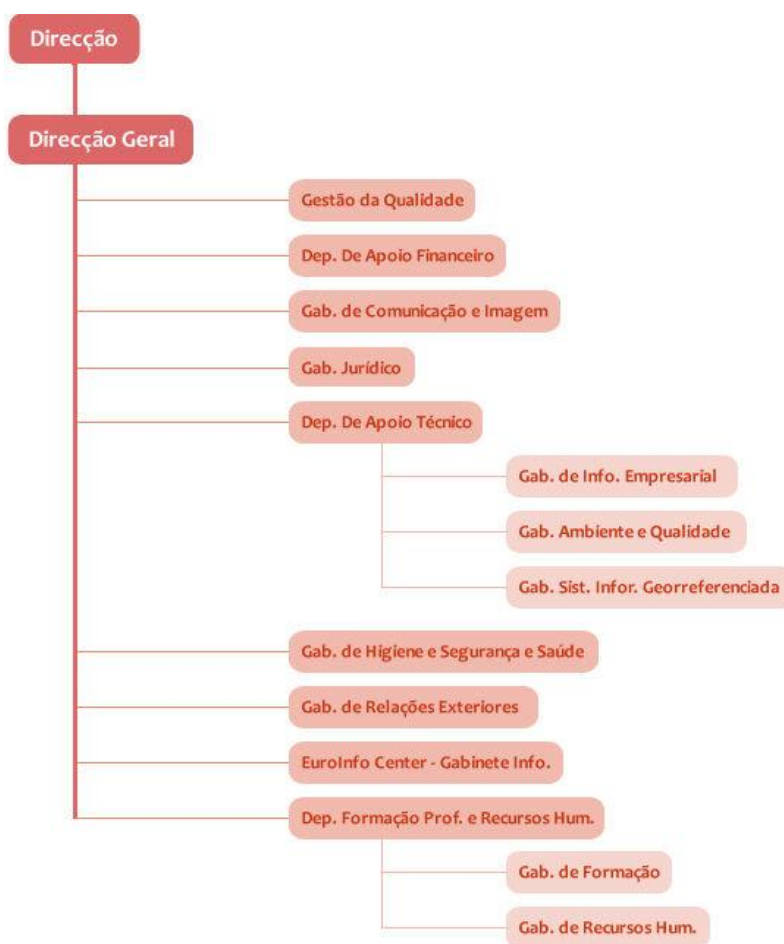 Direcção
Direcção Geral
Gestão da Qualidade
Dep. De Apoio Financeiro
Gab. de Comunicação e Imagem
Gab. Jurídico
Dep. De Apoio Técnico
Gab. de Info. Empresarial
Gab. Ambiente e Qualidade
Gab. Sist. Infor. Georreferenciada
Gab. de Higiene e Segurança e Saúde
Gab. de Relações Exteriores
EuroInfo Center - Gabinete Info.
Dep. Formação Prof. e Recursos Hum.
Gab. de Formação
Gab. de Recursos Hum.